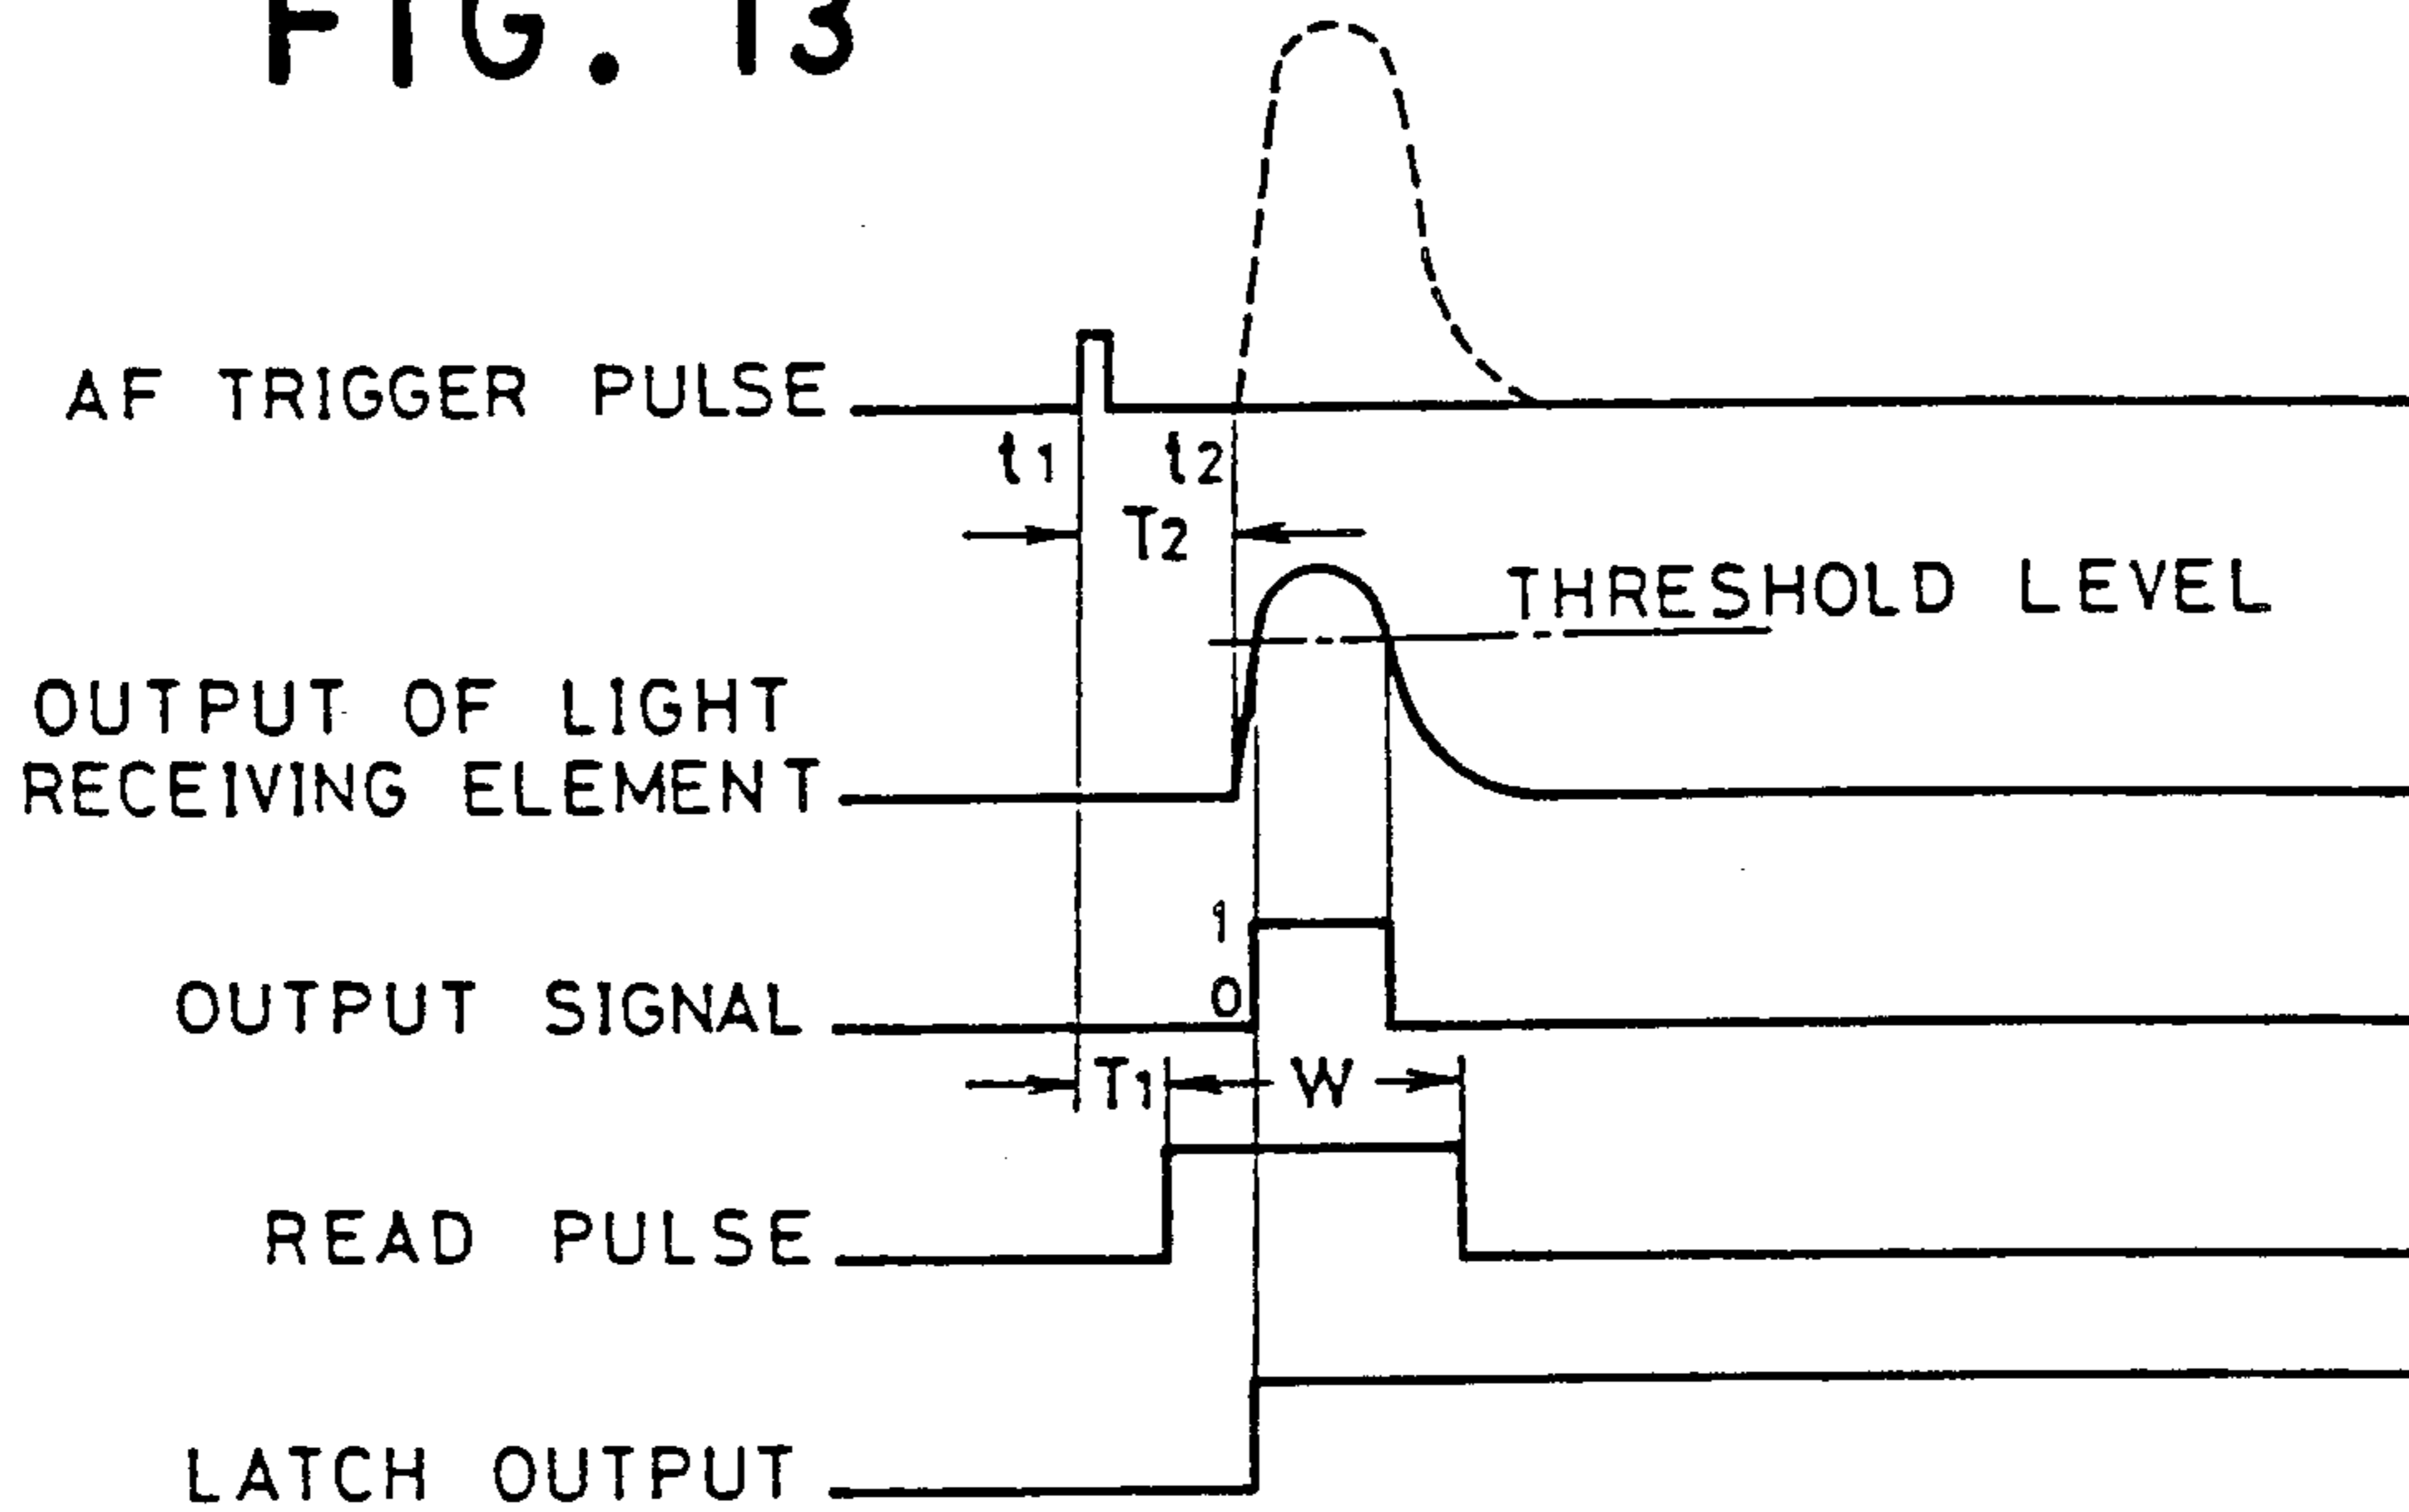 FIG. 13
AF TRIGGER PULSE
t1 t2
T2
THRESHOLD LEVEL
OUTPUT OF LIGHT
RECEIVING ELEMENT
1
0
OUTPUT SIGNAL
T1 W
READ PULSE
LATCH OUTPUT